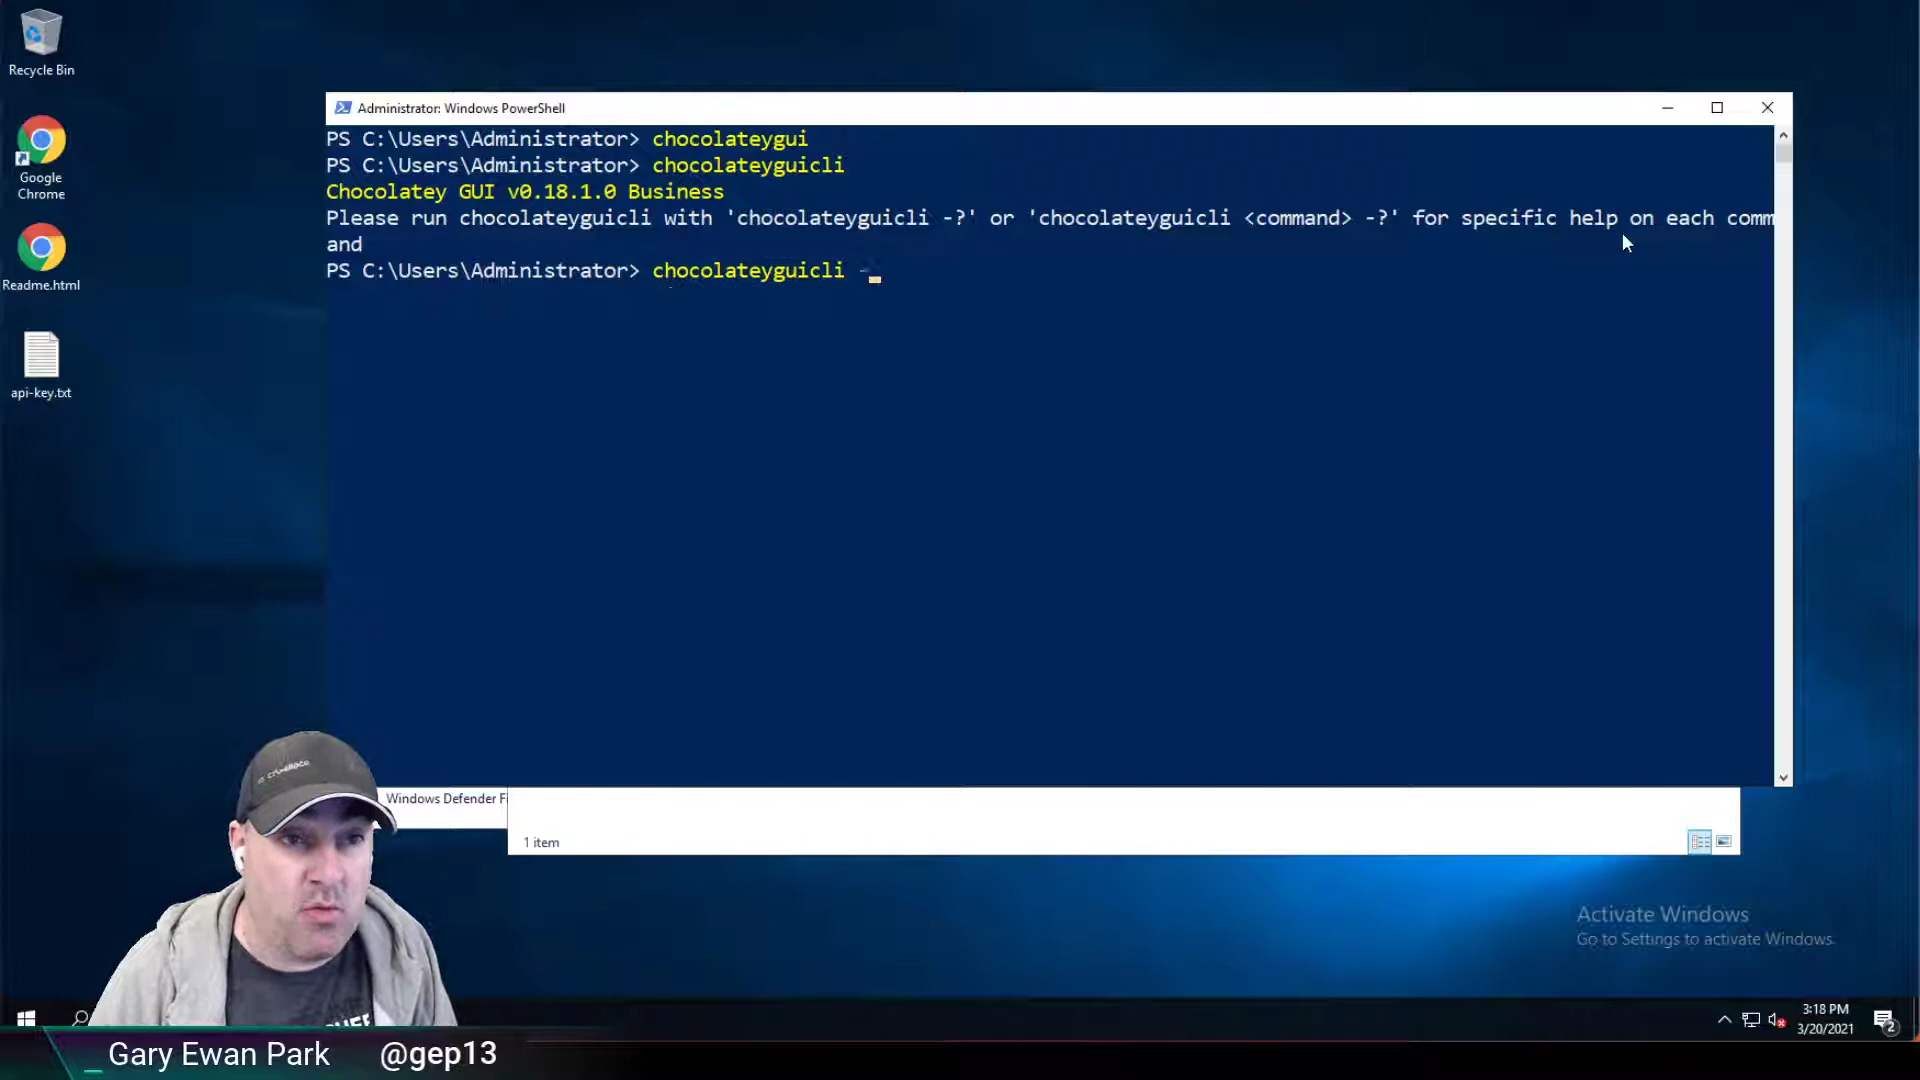 Recycle Bin
Google
Chrome
Readme.html
api-key.txt
Administrator: Windows PowerShell
PS C:\Users\Administrator> chocolateygui
PS C:\Users\Administrator> chocolateyguicli
Chocolatey GUI v0.18.1.0 Business
Please run chocolateyguicli with 'chocolateyguicli -?' or 'chocolateyguicli <command> -?' for specific help on each comm
and
PS C:\Users\Administrator> chocolateyguicli -
Windows Defender Fi
1 item
Activate Windows
Go to Settings to activate Windows.
3:18 PM
3/20/2021
2
_ Gary Ewan Park @gep13